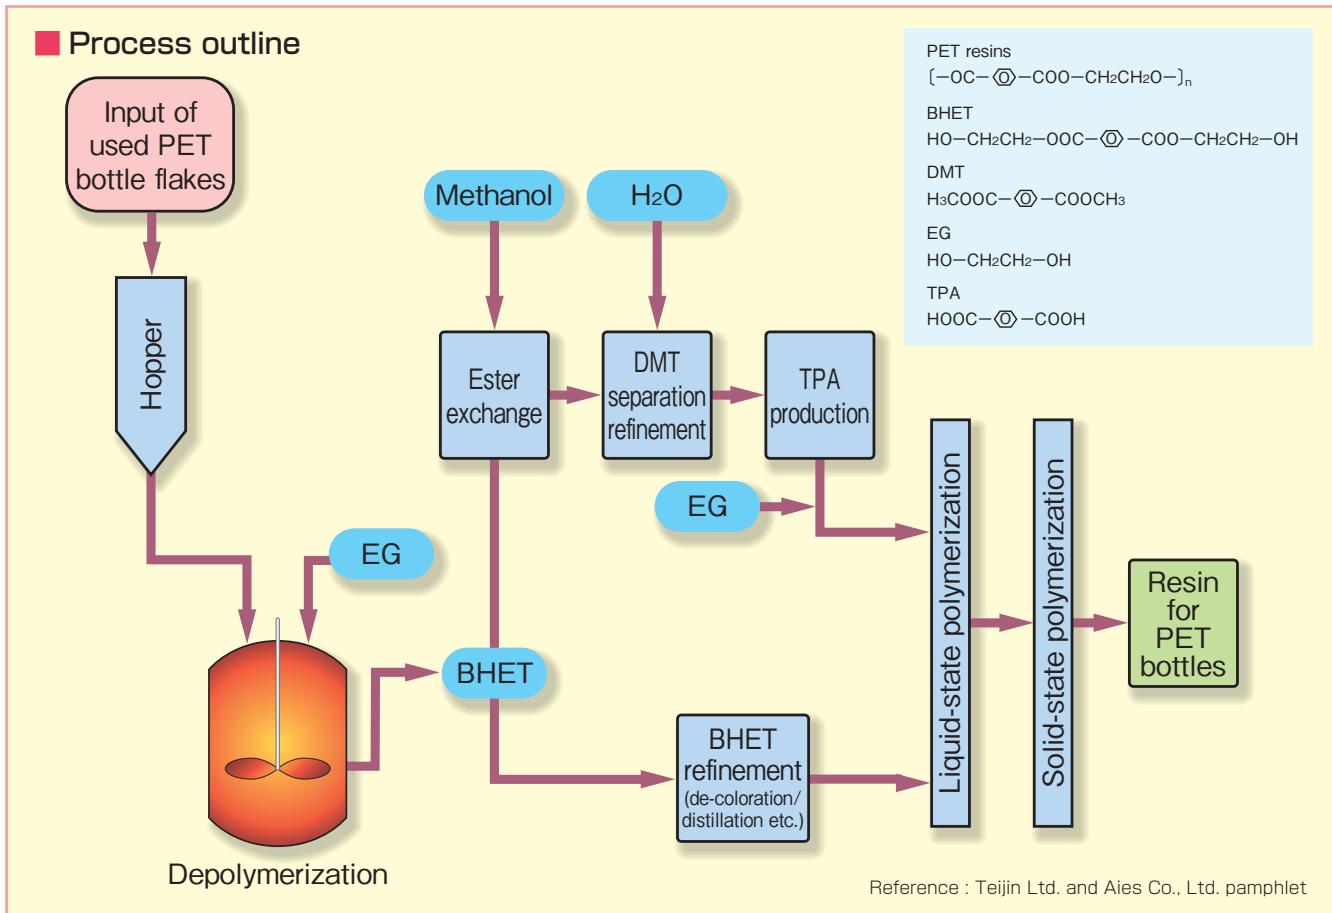 Process outline
Input of
used PET
bottle flakes
Hopper
EG
Depolymerization
BHET
Methanol
H2O
Ester
exchange
DMT
separation
refinement
TPA
production
EG
BHET
refinement
(de-coloration/
distillation etc.)
Liquid-state polymerization
Solid-state polymerization
Resin
for
PET
bottles
PET resins
[-OC-O-COO-CH2CH2O-]n
BHET
HO-CH2CH2-OOC-O-COO-CH2CH2-OH
DMT
H3COOC-O-COOCH3
EG
HO-CH2CH2-OH
TPA
HOOC-O-COOH
Reference : Teijin Ltd. and Aies Co., Ltd. pamphlet